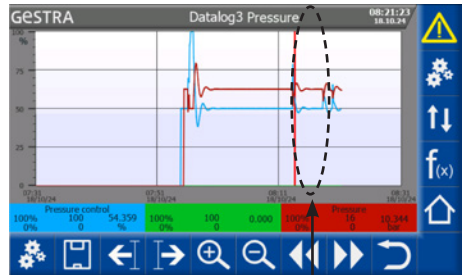 GESTRA Datalog3 Pressure 08:21:23
18.10.24
100
%
75
50
25
0
07:31 07:51 08:11 08:31
18/10/24 18/10/24 18/10/24 18/10/24
Pressure control Pressure
100% 100 54.359 100% 100 0.000 100% 16 10.344
0% 0 % 0% 0 0% 0 bar
f(x)